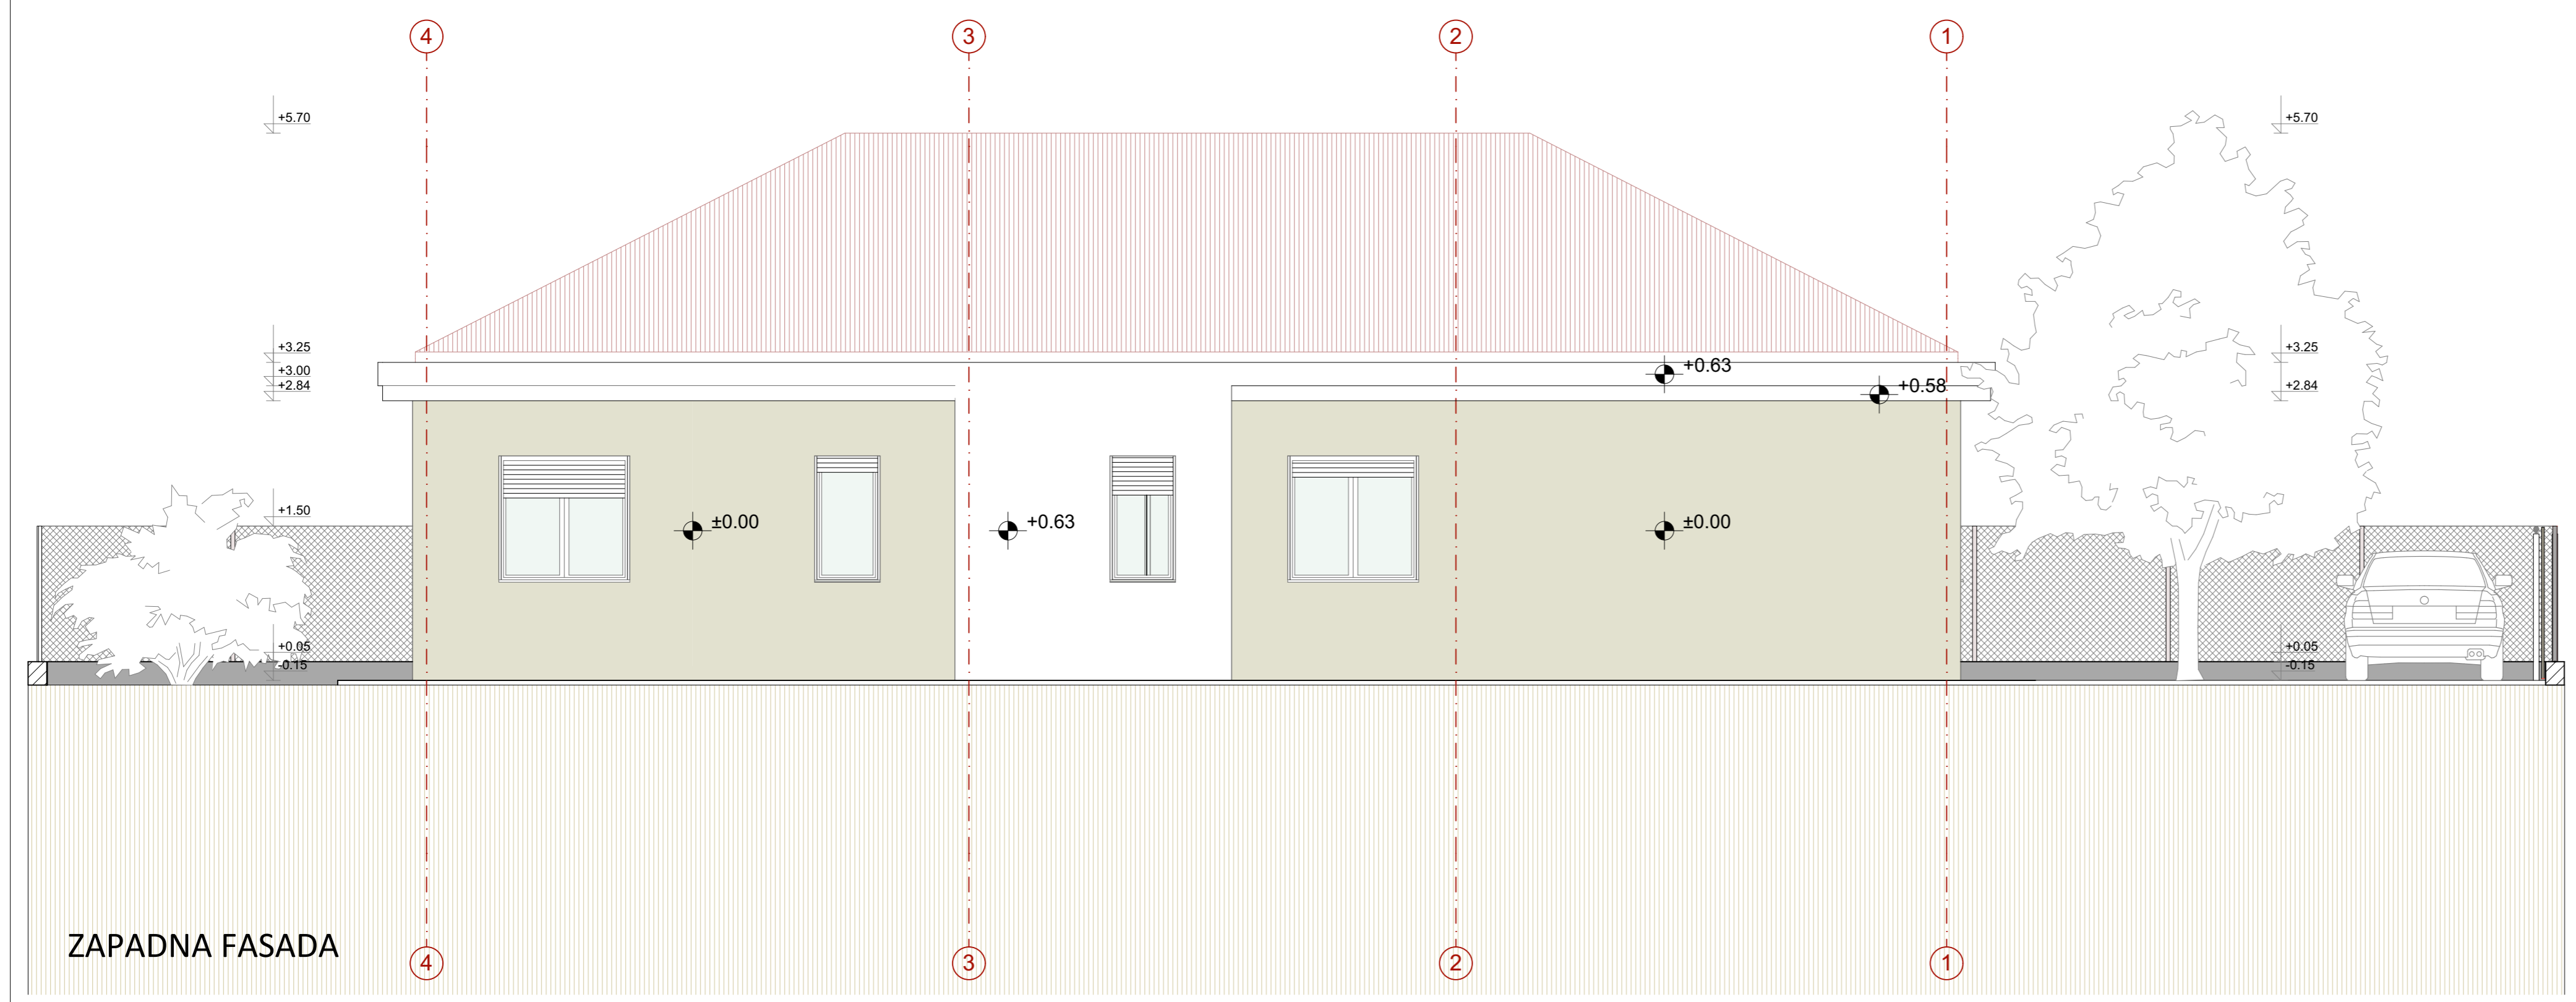 4 3 2 1
+5.70 +5.70
+3.25 +3.25
+0.63
+3.00
+2.84 +0.58 +2.84
+1.50
±0.00 +0.63 ±0.00
+0.05 +0.05
-0.15 -0.15
ZAPADNA FASADA
4 3 2 1